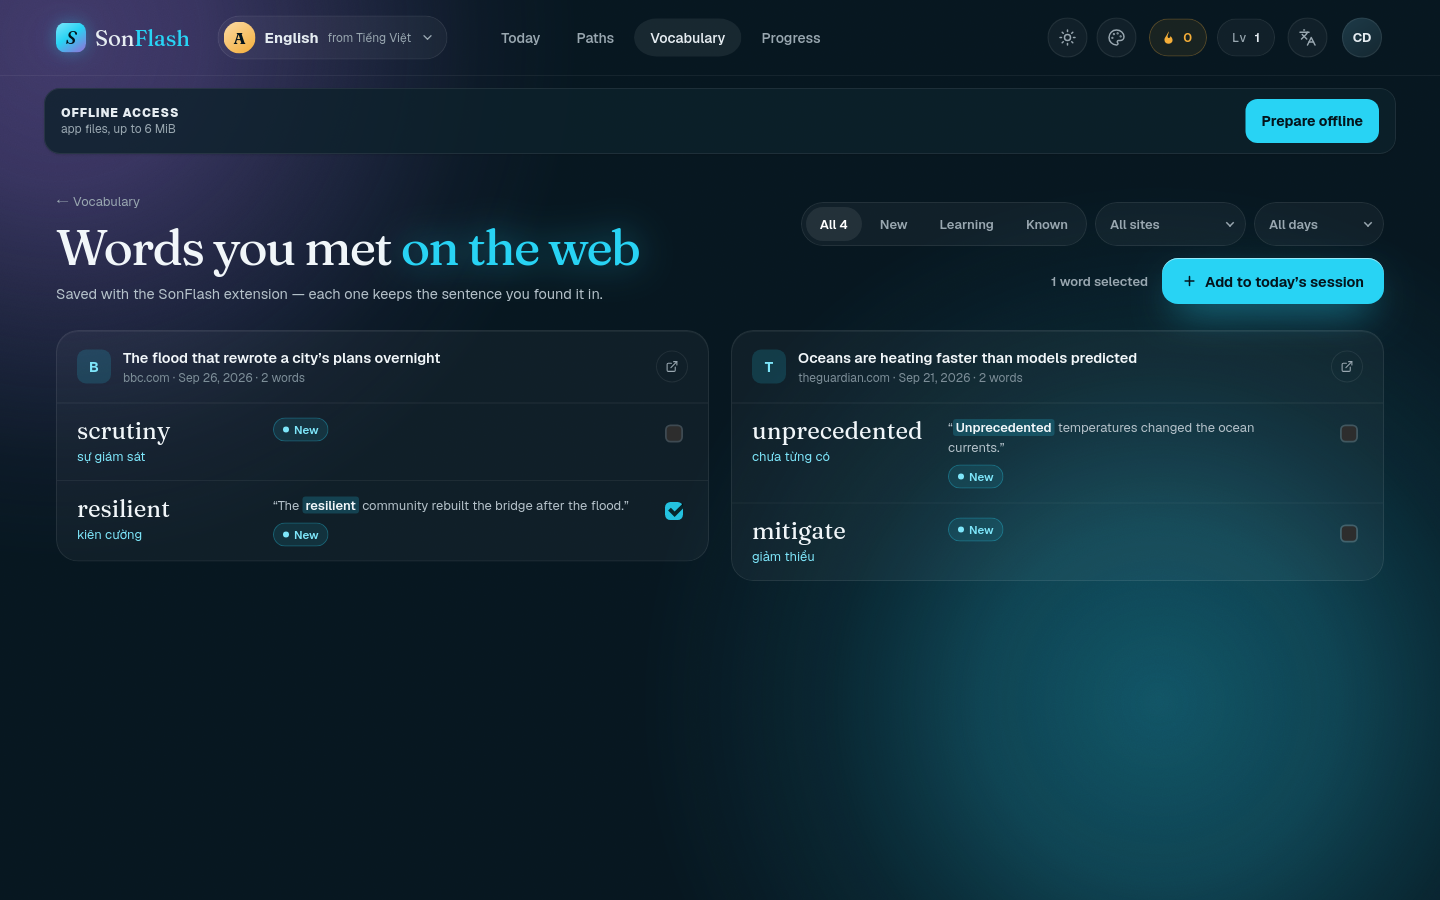 S SonFlash
A English from Tiếng Việt
Today
Paths
Vocabulary
Progress
0
Lv 1
CD
OFFLINE ACCESS
app files, up to 6 MiB
Prepare offline
← Vocabulary
Words you met on the web
Saved with the SonFlash extension — each one keeps the sentence you found it in.
All 4
New
Learning
Known
All sites
All days
1 word selected
+ Add to today's session
B
The flood that rewrote a city's plans overnight
bbc.com · Sep 26, 2026 · 2 words
scrutiny
sự giám sát
New
resilient
kiên cường
“The resilient community rebuilt the bridge after the flood.”
New
T
Oceans are heating faster than models predicted
theguardian.com · Sep 21, 2026 · 2 words
unprecedented
chưa từng có
“Unprecedented temperatures changed the ocean
currents.”
New
mitigate
giảm thiểu
New